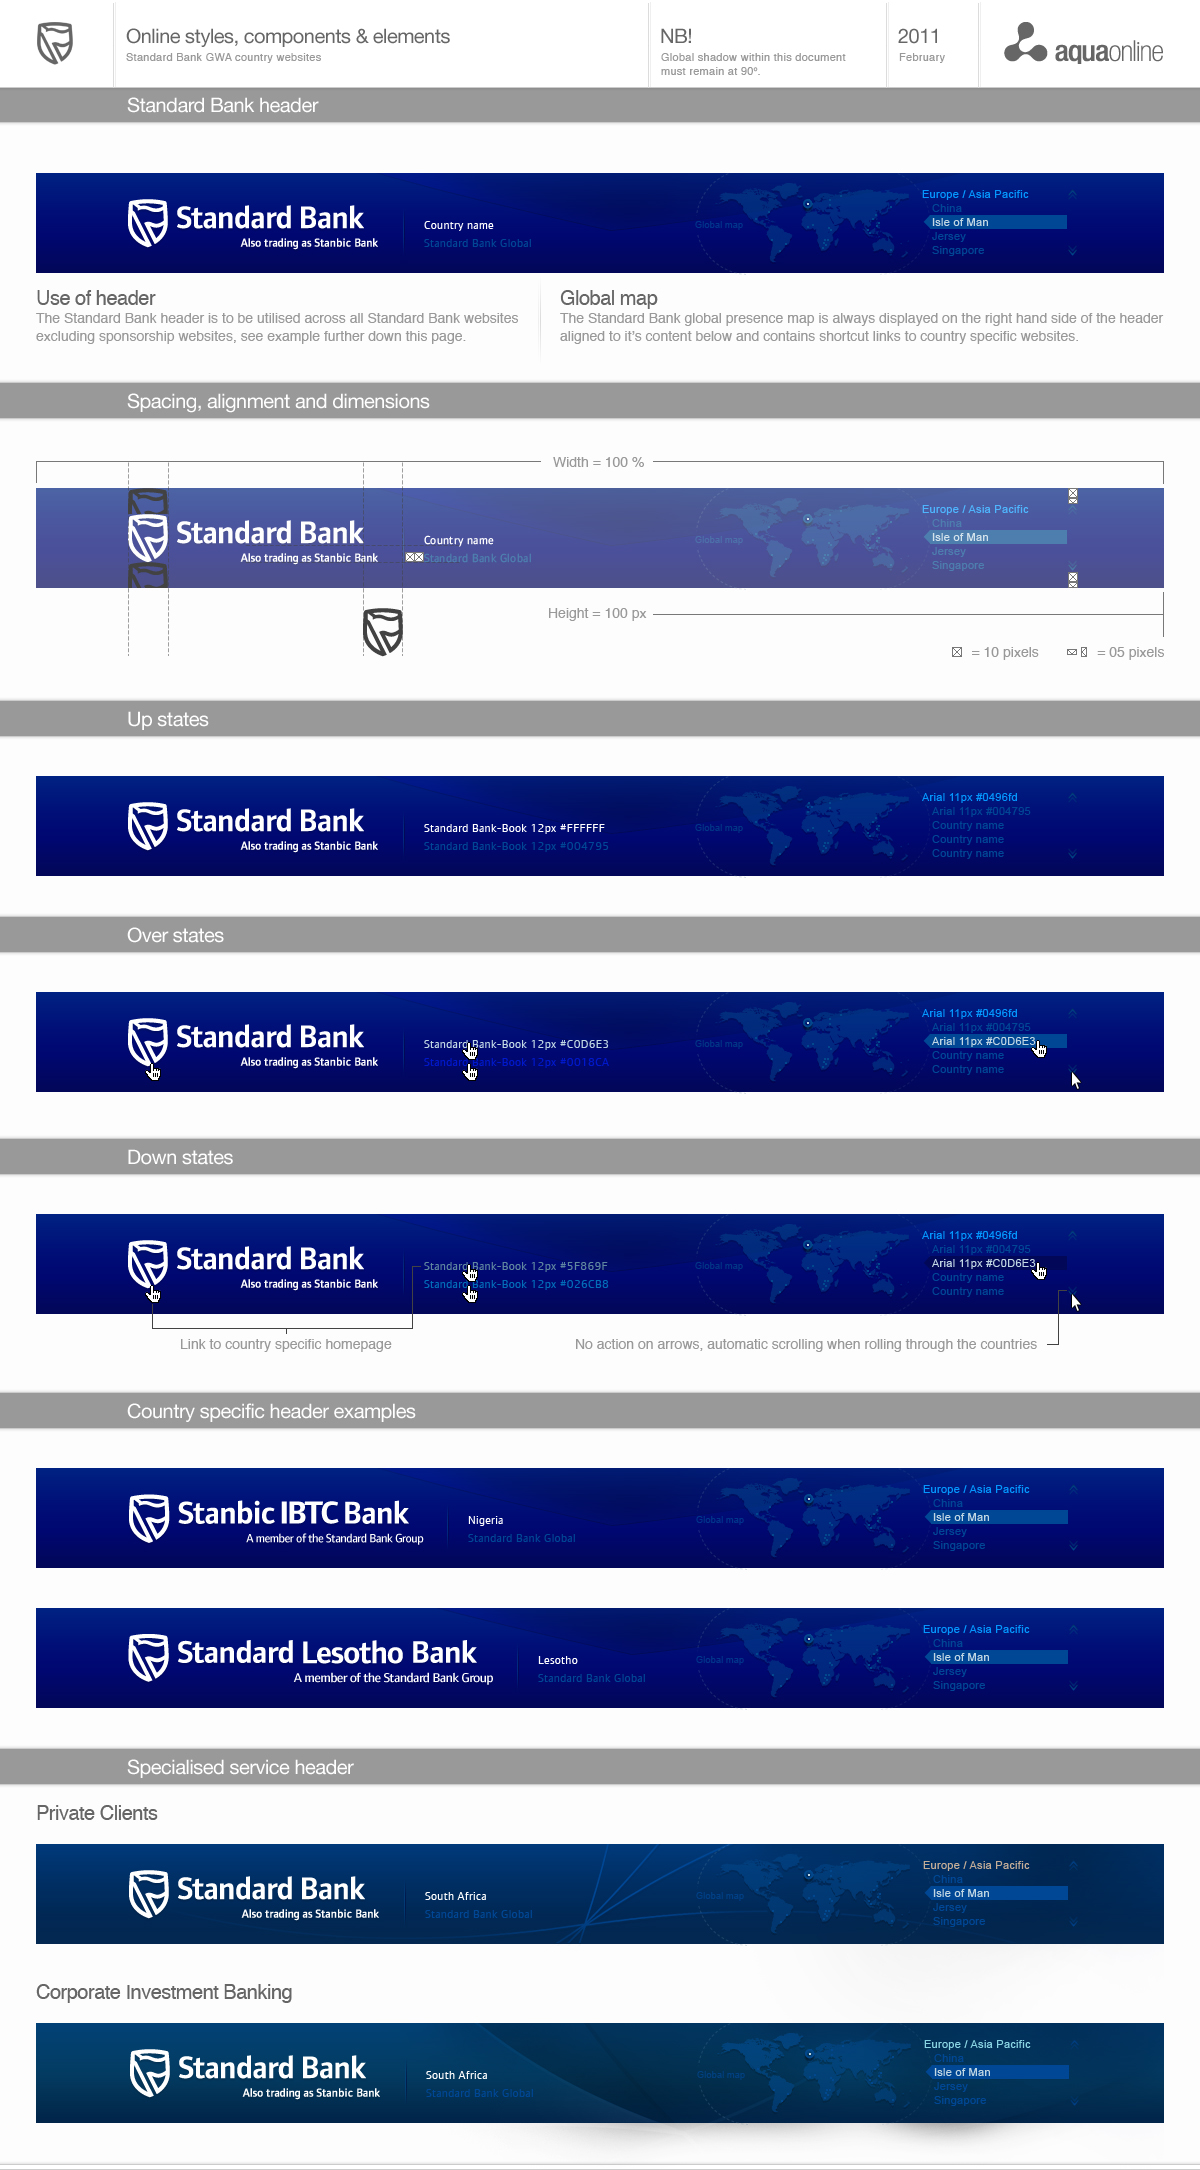 Online styles, components & elements
Standard Bank GWA country websites
NB!
Global shadow within this document
must remain at 90º.
2011
February
aquaonline
Standard Bank header
Standard Bank
Also trading as Stanbic Bank
Country name
Standard Bank Global
Global map
Europe / Asia Pacific
China
Isle of Man
Jersey
Singapore
Use of header
The Standard Bank header is to be utilised across all Standard Bank websites
excluding sponsorship websites, see example further down this page.
Global map
The Standard Bank global presence map is always displayed on the right hand side of the header
aligned to it's content below and contains shortcut links to country specific websites.
Spacing, alignment and dimensions
Width = 100 %
Standard Bank
Also trading as Stanbic Bank
Country name
Standard Bank Global
Global map
Europe / Asia Pacific
China
Isle of Man
Jersey
Singapore
Height = 100 px
= 10 pixels
= 05 pixels
Up states
Standard Bank
Also trading as Stanbic Bank
Standard Bank-Book 12px #FFFFFF
Standard Bank-Book 12px #004795
Global map
Arial 11px #0496fd
Arial 11px #004795
Country name
Country name
Country name
Over states
Standard Bank
Also trading as Stanbic Bank
Standard Bank-Book 12px #C0D6E3
Standard Bank-Book 12px #0018CA
Global map
Arial 11px #0496fd
Arial 11px #004795
Arial 11px #C0D6E3
Country name
Country name
Down states
Standard Bank
Also trading as Stanbic Bank
Standard Bank-Book 12px #5F869F
Standard Bank-Book 12px #026CB8
Global map
Arial 11px #0496fd
Arial 11px #004795
Arial 11px #C0D6E3
Country name
Country name
Link to country specific homepage
No action on arrows, automatic scrolling when rolling through the countries
Country specific header examples
Stanbic IBTC Bank
A member of the Standard Bank Group
Nigeria
Standard Bank Global
Global map
Europe / Asia Pacific
China
Isle of Man
Jersey
Singapore
Standard Lesotho Bank
A member of the Standard Bank Group
Lesotho
Standard Bank Global
Global map
Europe / Asia Pacific
China
Isle of Man
Jersey
Singapore
Specialised service header
Private Clients
Standard Bank
Also trading as Stanbic Bank
South Africa
Standard Bank Global
Global map
Europe / Asia Pacific
China
Isle of Man
Jersey
Singapore
Corporate Investment Banking
Standard Bank
Also trading as Stanbic Bank
South Africa
Standard Bank Global
Global map
Europe / Asia Pacific
China
Isle of Man
Jersey
Singapore